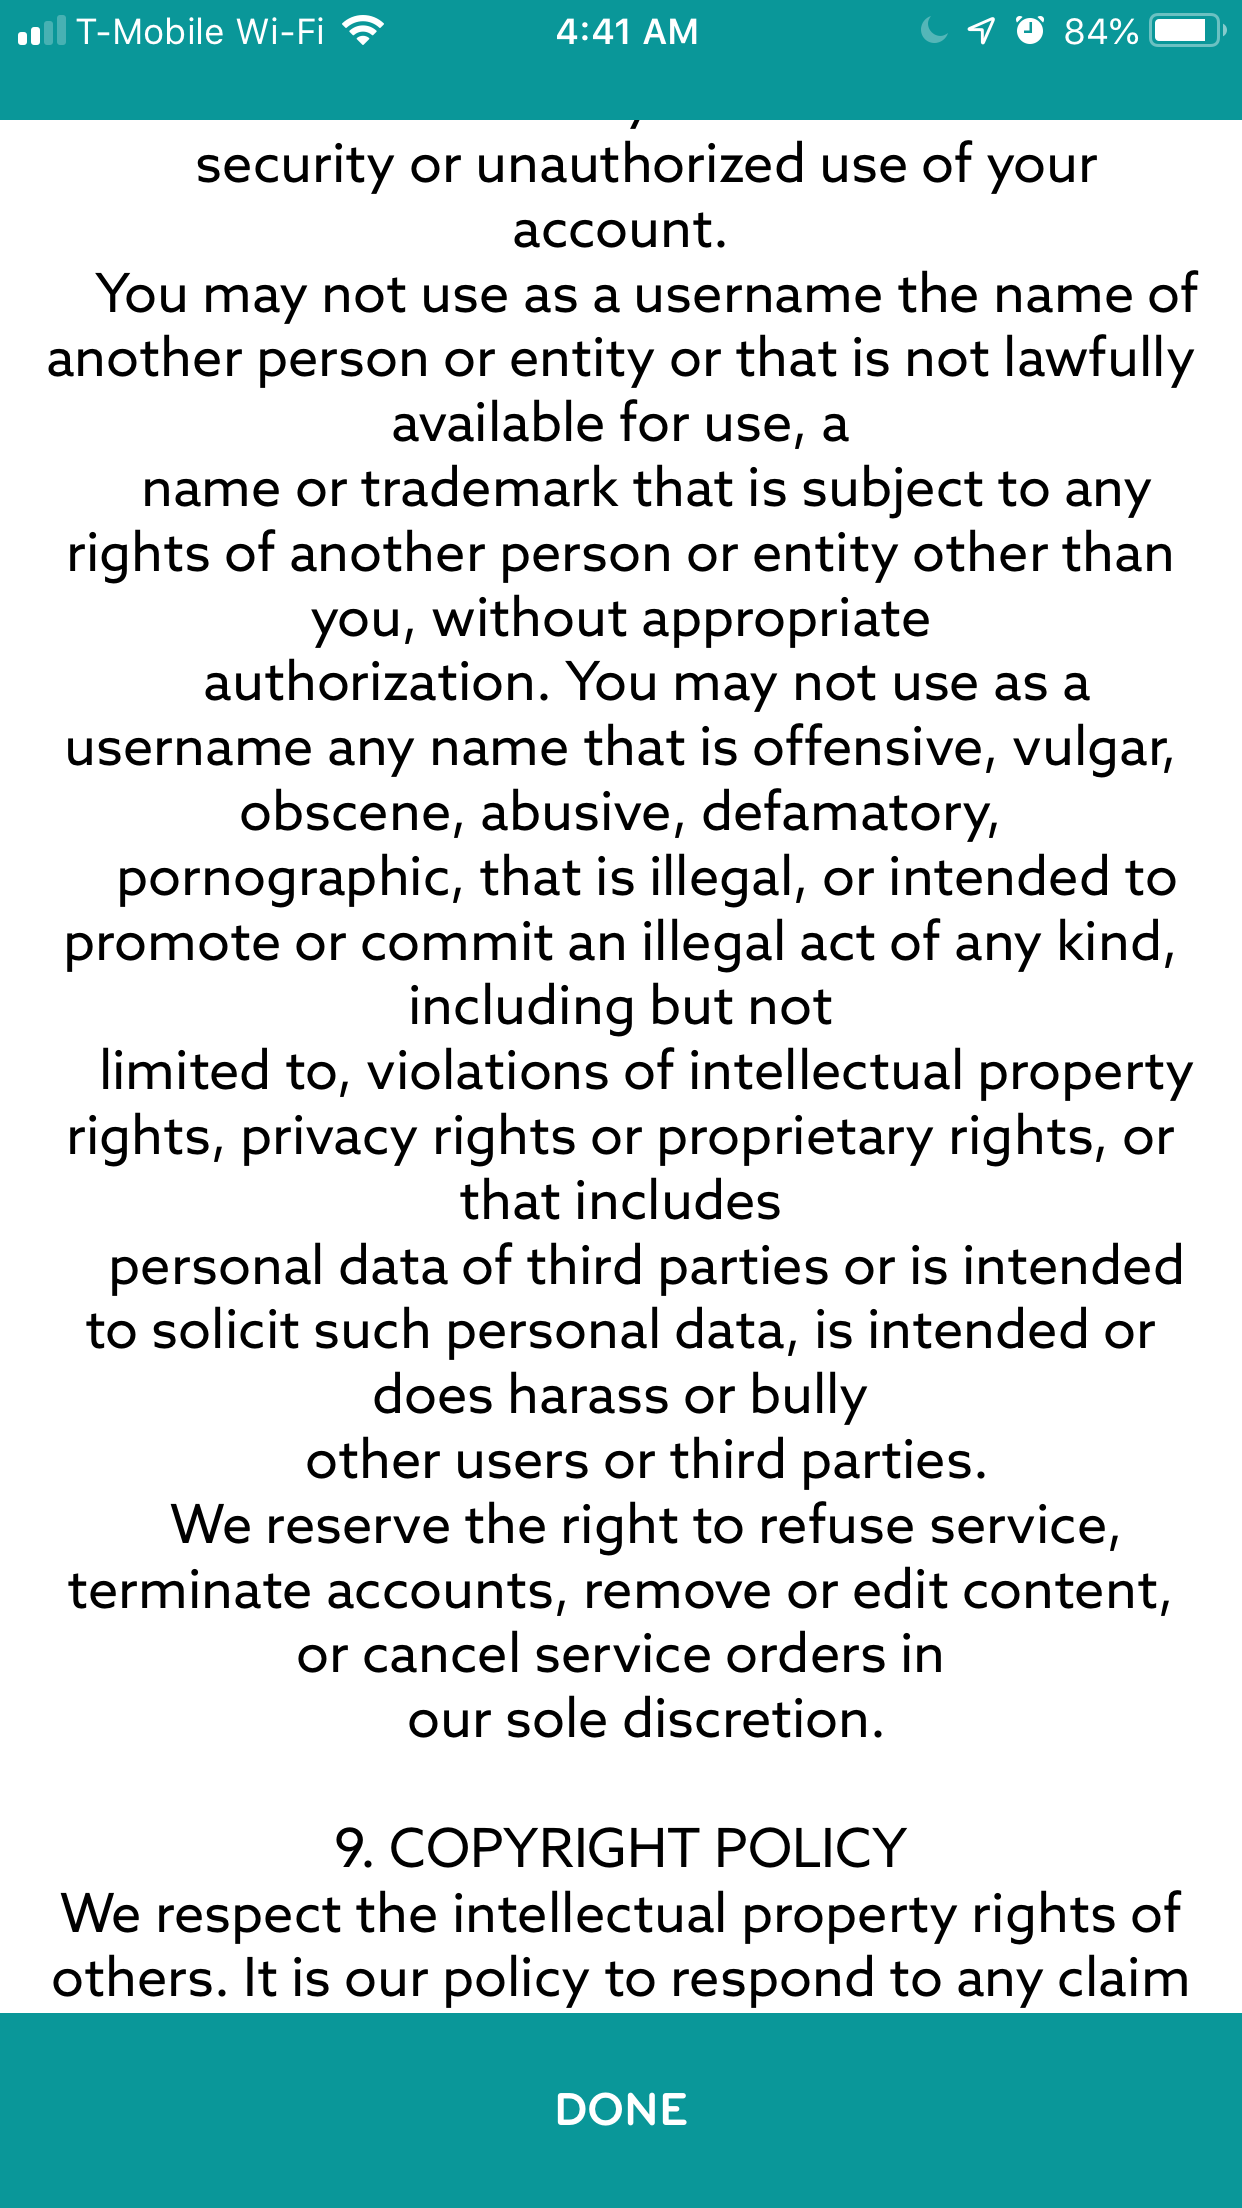 T-Mobile Wi-Fi 4:41 AM 84%
security or unauthorized use of your
account.
You may not use as a username the name of
another person or entity or that is not lawfully
available for use, a
name or trademark that is subject to any
rights of another person or entity other than
you, without appropriate
authorization. You may not use as a
username any name that is offensive, vulgar,
obscene, abusive, defamatory,
pornographic, that is illegal, or intended to
promote or commit an illegal act of any kind,
including but not
limited to, violations of intellectual property
rights, privacy rights or proprietary rights, or
that includes
personal data of third parties or is intended
to solicit such personal data, is intended or
does harass or bully
other users or third parties.
We reserve the right to refuse service,
terminate accounts, remove or edit content,
or cancel service orders in
our sole discretion.
9. COPYRIGHT POLICY
We respect the intellectual property rights of
others. It is our policy to respond to any claim
DONE